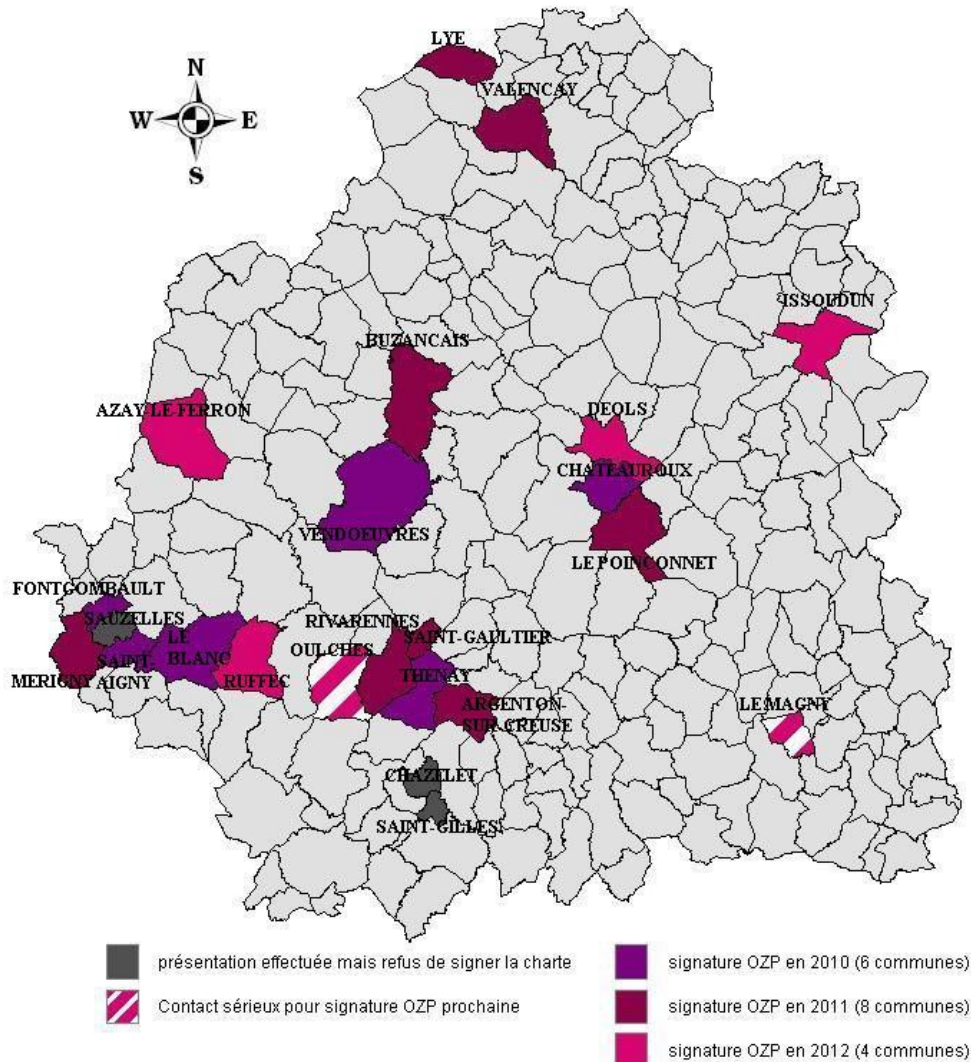 LYE
N
VALENCAY
W E
S
ISSOUDUN
BUZANCAIS
AZAY-LE-FERRON
DEOLS
CHATEAUROUX
VENDOEUVRES
LE POINCONNET
FONTGOMBAULT
SAUZELLES
RIVARENNES
SAINT-GAULTIER
LE
BLANC
OULCHES
SAINT-
AIGNY
THENAY
MERIGNY
RUFFEC
ARGENTON-
SUR-CREUSE
LE MAGNY
CHAZELET
SAINT-GILLES
présentation effectuée mais refus de signer la charte
Contact sérieux pour signature OZP prochaine
signature OZP en 2010 (6 communes)
signature OZP en 2011 (8 communes)
signature OZP en 2012 (4 communes)